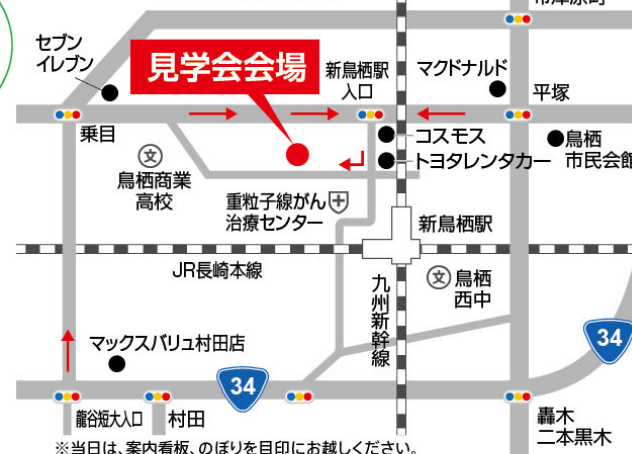 セブン
イレブン
見学会会場
新鳥栖駅
入口
マクドナルド
平塚
乗目
コスモス
鳥栖
市民会館
トヨタレンタカー
文
鳥栖商業
高校
重粒子線がん
治療センター
新鳥栖駅
JR長崎本線
九州新幹線
文
鳥栖
西中
マックスバリュ村田店
34
34
龍谷短大入口
村田
轟木
二本黒木
※当日は、案内看板、のぼりを目印にお越しください。